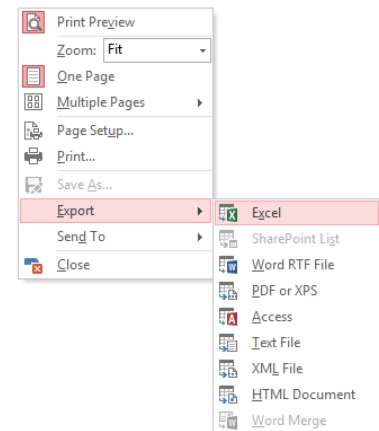 Print Preview
Zoom: Fit
One Page
Multiple Pages
Page Setup...
Print...
Save As...
Export
Send To
Close
Excel
SharePoint List
Word RTF File
PDF or XPS
Access
Text File
XML File
HTML Document
Word Merge